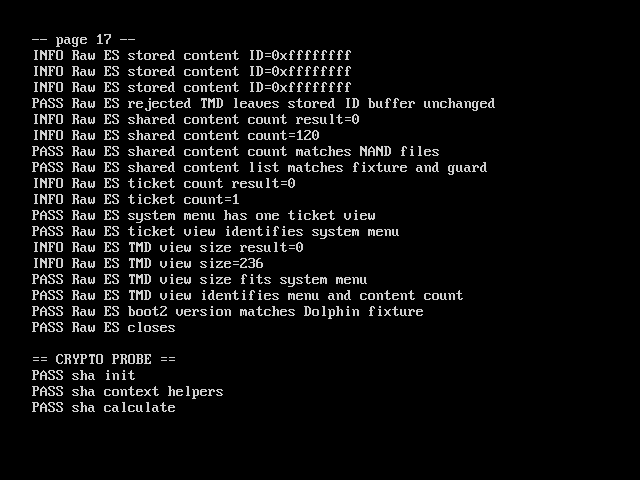 -- page 17 --
INFO Raw ES stored content ID=0xffffffff
INFO Raw ES stored content ID=0xffffffff
INFO Raw ES stored content ID=0xffffffff
PASS Raw ES rejected TMD leaves stored ID buffer unchanged
INFO Raw ES shared content count result=0
INFO Raw ES shared content count=120
PASS Raw ES shared content count matches NAND files
PASS Raw ES shared content list matches fixture and guard
INFO Raw ES ticket count result=0
INFO Raw ES ticket count=1
PASS Raw ES system menu has one ticket view
PASS Raw ES ticket view identifies system menu
INFO Raw ES TMD view size result=0
INFO Raw ES TMD view size=236
PASS Raw ES TMD view size fits system menu
PASS Raw ES TMD view identifies menu and content count
PASS Raw ES boot2 version matches Dolphin fixture
PASS Raw ES closes
== CRYPTO PROBE ==
PASS sha init
PASS sha context helpers
PASS sha calculate